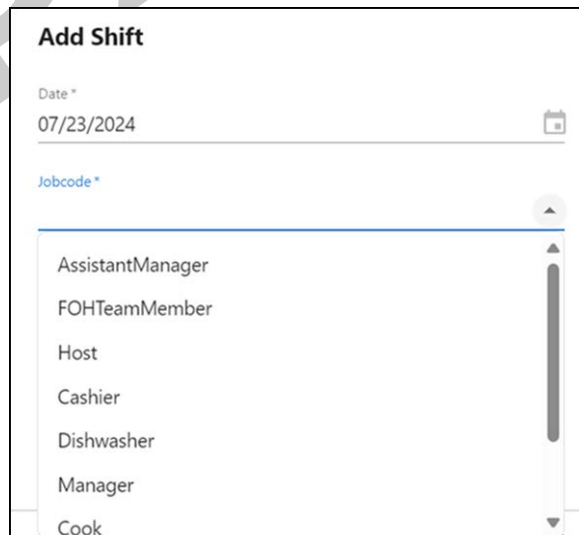 Add Shift
Date *
07/23/2024
Jobcode *
AssistantManager
FOHTeamMember
Host
Cashier
Dishwasher
Manager
Cook